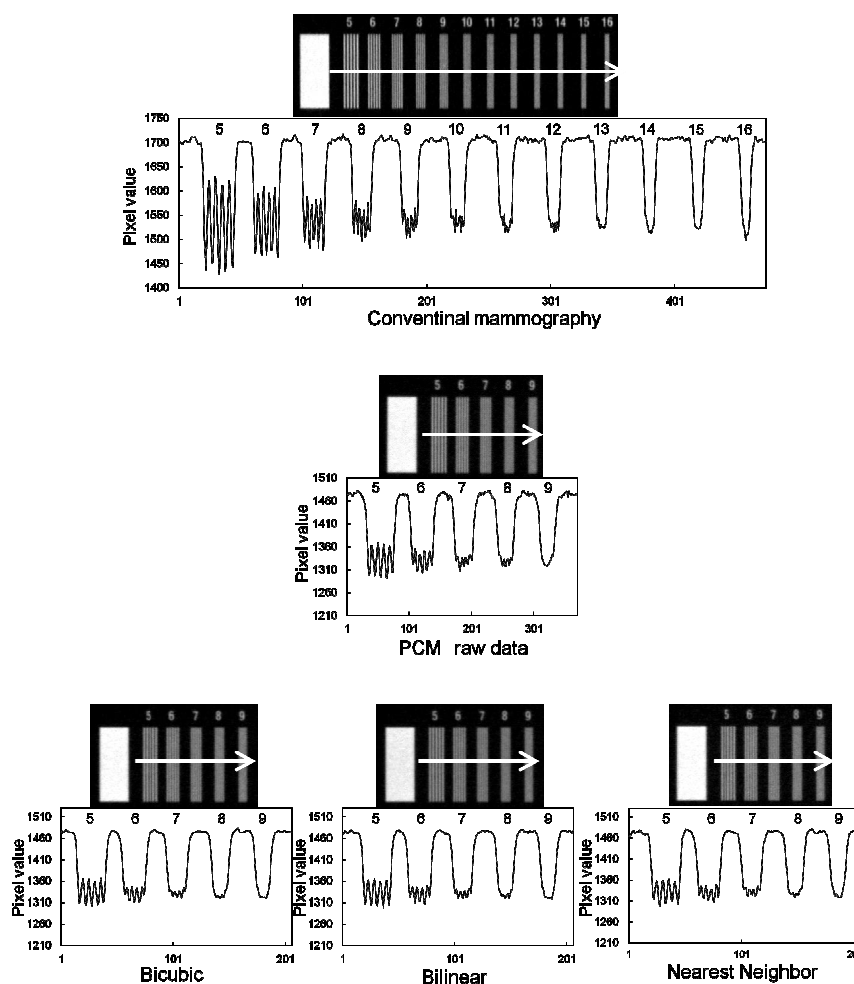 5 6 7 8 9 10 11 12 13 14 15 16
5 6 7 8 9 10 11 12 13 14 15 16
Pixel value
1750
1700
1650
1600
1550
1500
1450
1400
1 101 201 301 401
Conventinal mammography
5 6 7 8 9
5 6 7 8 9
Pixel value
1510
1460
1410
1360
1310
1260
1210
1 101 201 301
PCM raw data
5 6 7 8 9
5 6 7 8 9
Pixel value
1510
1460
1410
1360
1310
1260
1210
1 101 201
Bicubic
5 6 7 8 9
5 6 7 8 9
Pixel value
1510
1460
1410
1360
1310
1260
1210
1 101 201
Bilinear
5 6 7 8 9
5 6 7 8 9
Pixel value
1510
1460
1410
1360
1310
1260
1210
1 101
Nearest Neighbor